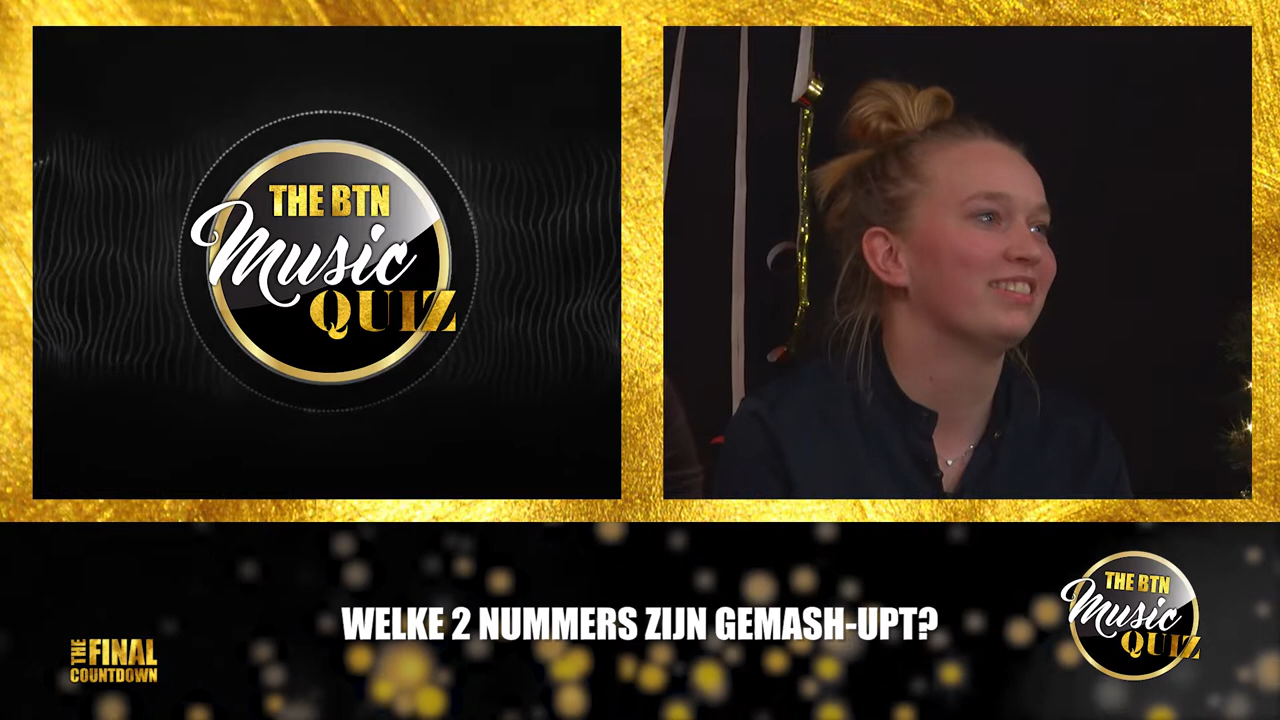 THE BTN
Music
QUIZ
WELKE 2 NUMMERS ZIJN GEMASH-UPT?
THE FINAL
COUNTDOWN
THE BTN
Music
QUIZ